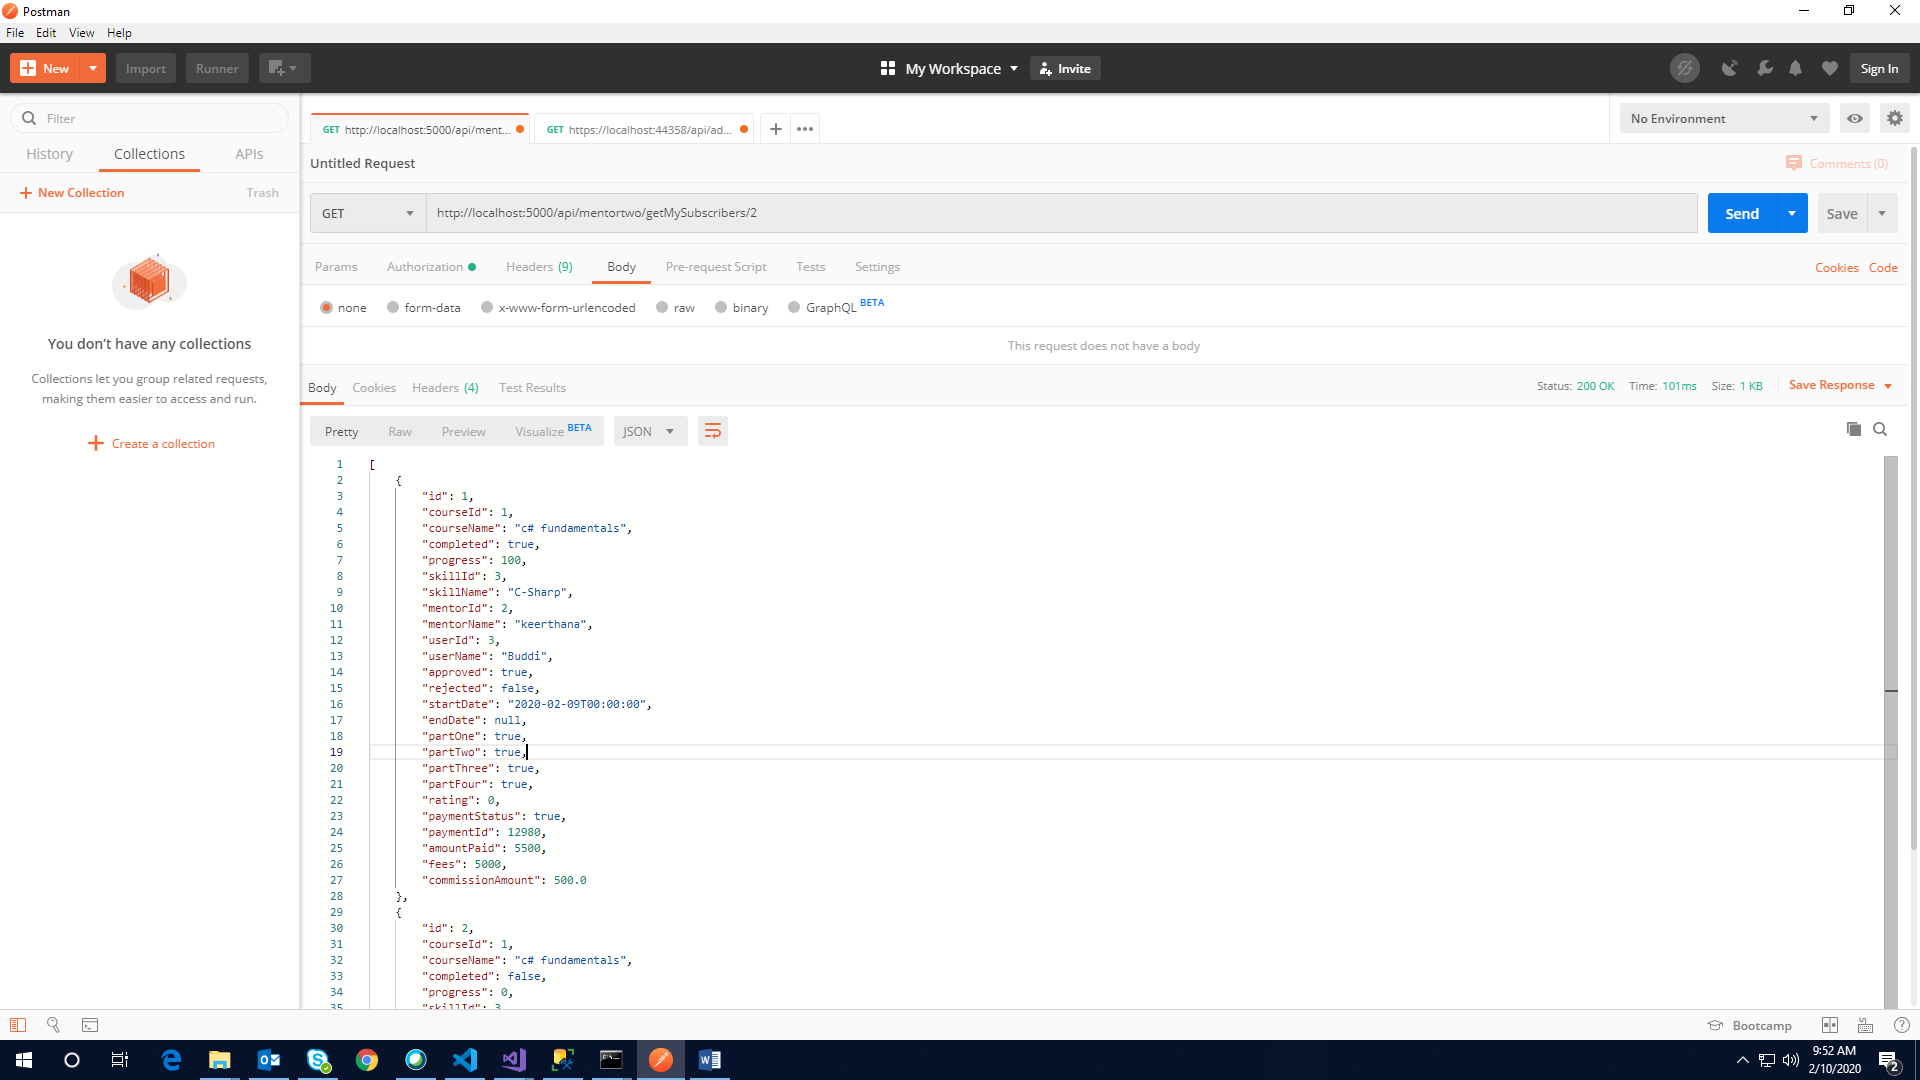 Postman
File Edit View Help
New Import Runner My Workspace Invite Sign In
Filter
History Collections APIs
New Collection Trash
You don't have any collections
Collections let you group related requests,
making them easier to access and run.
Create a collection
GET http://localhost:5000/api/ment... GET https://localhost:44358/api/ad... No Environment
Untitled Request Comments (0)
GET http://localhost:5000/api/mentortwo/getMySubscribers/2 Send Save
Params Authorization Headers (9) Body Pre-request Script Tests Settings Cookies Code
none form-data x-www-form-urlencoded raw binary GraphQL BETA
This request does not have a body
Body Cookies Headers (4) Test Results Status: 200 OK Time: 101ms Size: 1 KB Save Response
Pretty Raw Preview Visualize BETA JSON
1 [
2 {
3 "id": 1,
4 "courseId": 1,
5 "courseName": "c# fundamentals",
6 "completed": true,
7 "progress": 100,
8 "skillId": 3,
9 "skillName": "C-Sharp",
10 "mentorId": 2,
11 "mentorName": "keerthana",
12 "userId": 3,
13 "userName": "Buddi",
14 "approved": true,
15 "rejected": false,
16 "startDate": "2020-02-09T00:00:00",
17 "endDate": null,
18 "partOne": true,
19 "partTwo": true,
20 "partThree": true,
21 "partFour": true,
22 "rating": 0,
23 "paymentStatus": true,
24 "paymentId": 12980,
25 "amountPaid": 5500,
26 "fees": 5000,
27 "commissionAmount": 500.0
28 },
29 {
30 "id": 2,
31 "courseId": 1,
32 "courseName": "c# fundamentals",
33 "completed": false,
34 "progress": 0,
35 "skillId": 3
Bootcamp
9:52 AM
2/10/2020
2